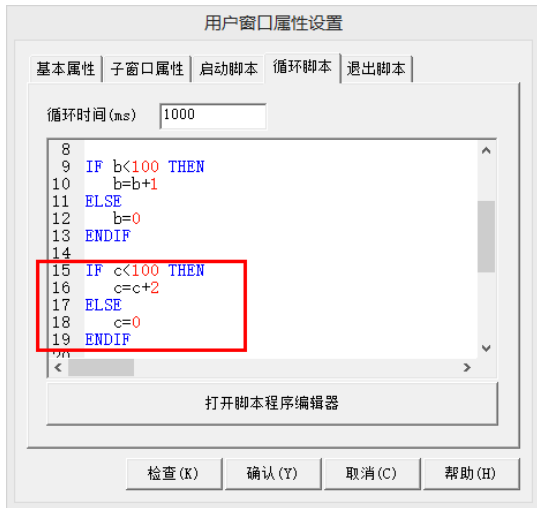 用户窗口属性设置
基本属性 子窗口属性 启动脚本 循环脚本 退出脚本
循环时间(ms) 1000
8
9 IF b<100 THEN
10 b=b+1
11 ELSE
12 b=0
13 ENDIF
14
15 IF c<100 THEN
16 c=c+2
17 ELSE
18 c=0
19 ENDIF
20
打开脚本程序编辑器
检查(K) 确认(Y) 取消(C) 帮助(H)